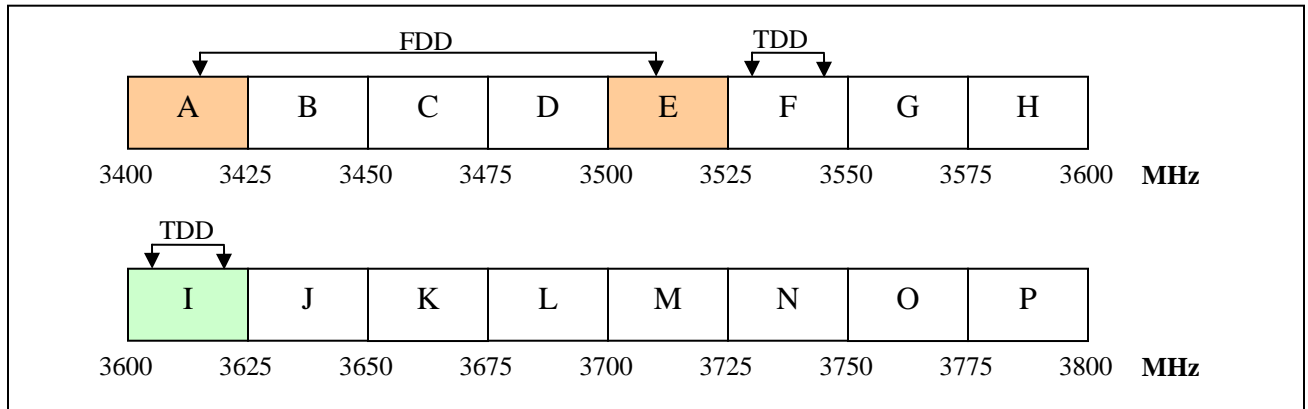 FDD TDD
A B C D E F G H
3400 3425 3450 3475 3500 3525 3550 3575 3600 MHz
TDD
I J K L M N O P
3600 3625 3650 3675 3700 3725 3750 3775 3800 MHz